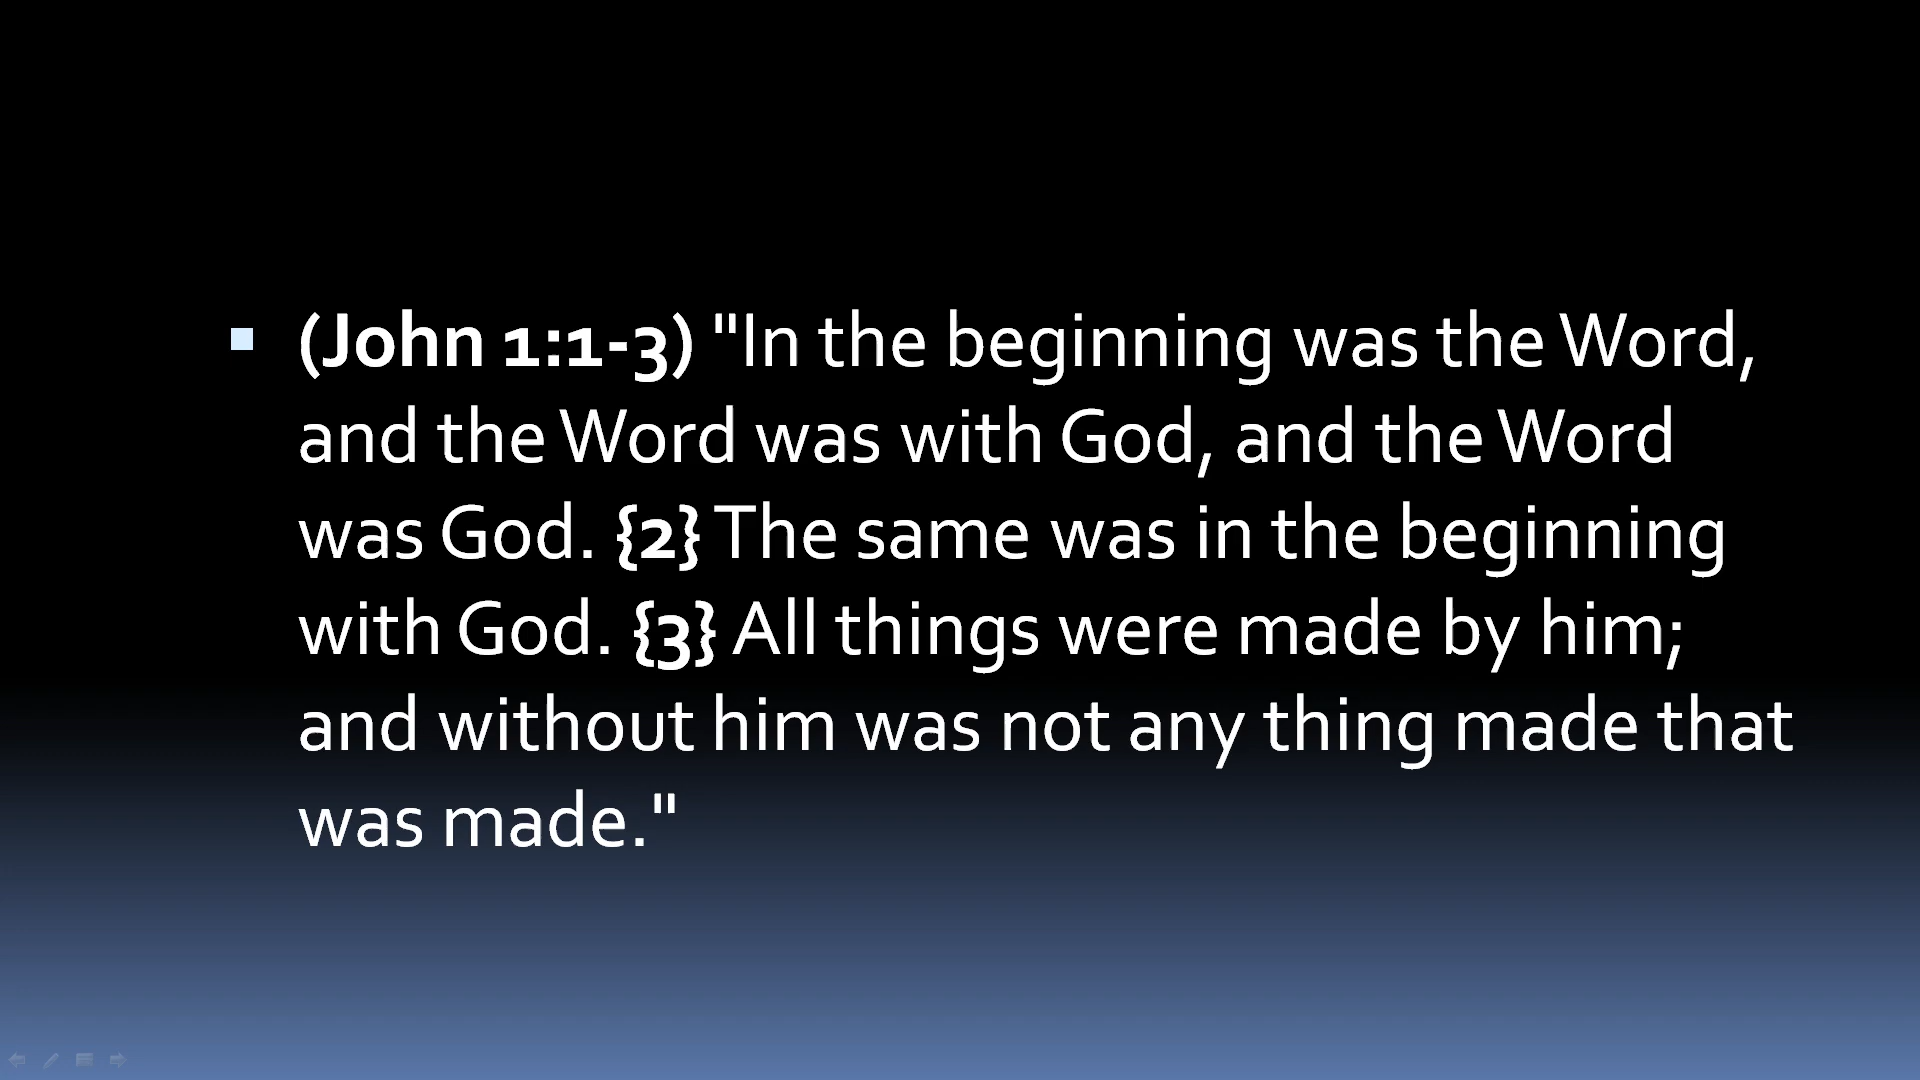 (John 1:1-3) "In the beginning was the Word,
and the Word was with God, and the Word
was God. {2} The same was in the beginning
with God. {3} All things were made by him;
and without him was not any thing made that
was made."